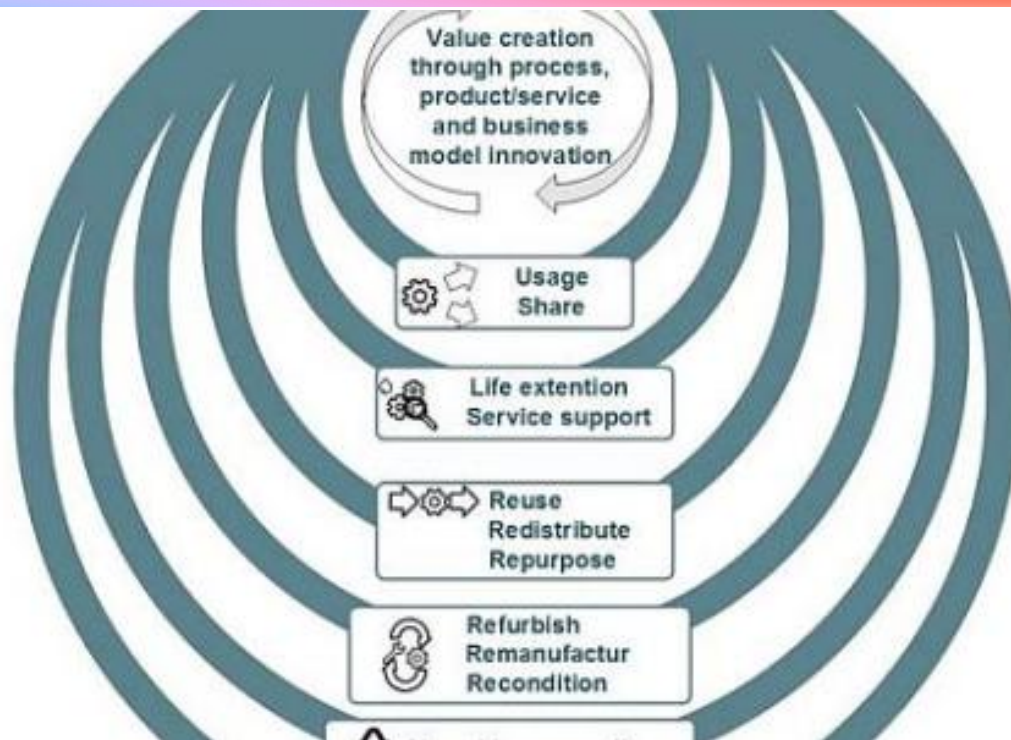 Value creation
through process,
product/service
and business
model innovation
Usage
Share
Life extention
Service support
Reuse
Redistribute
Repurpose
Refurbish
Remanufactur
Recondition